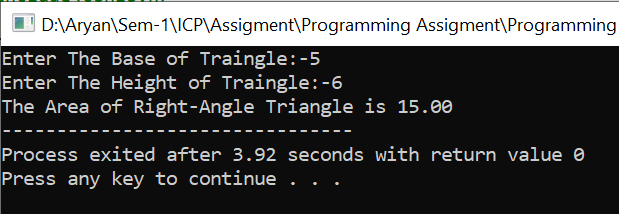 D:\Aryan\Sem-1\ICP\Assigment\Programming Assigment\Programming
Enter The Base of Traingle:-5
Enter The Height of Traingle:-6
The Area of Right-Angle Triangle is 15.00
--------------------------------
Process exited after 3.92 seconds with return value 0
Press any key to continue . . .